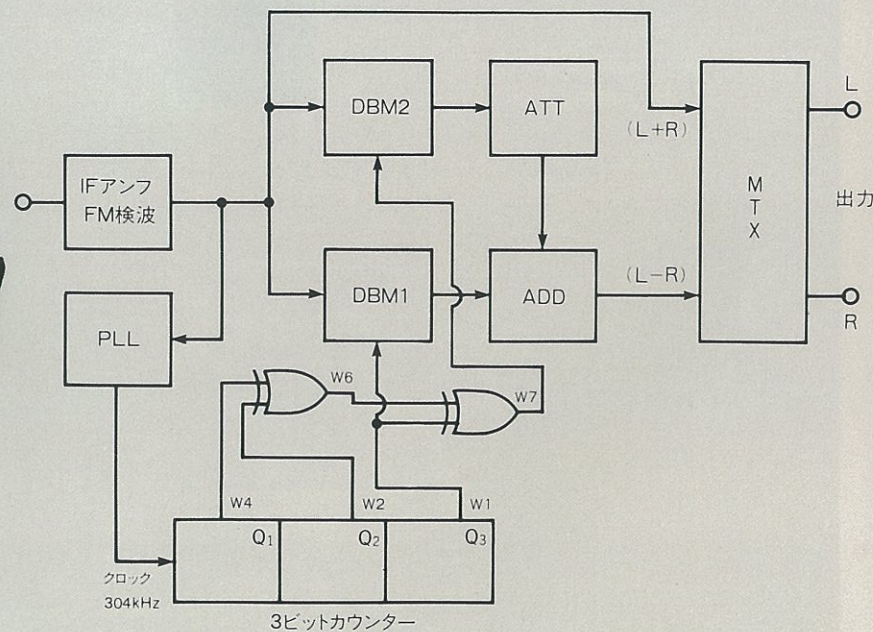 DBM2
ATT
(L+R)
L
MTX
出力
IFアンプ
FM検波
DBM1
ADD
(L−R)
R
PLL
W6
W7
W4
W2
W1
Q1
Q2
Q3
クロック
304kHz
3ビットカウンター